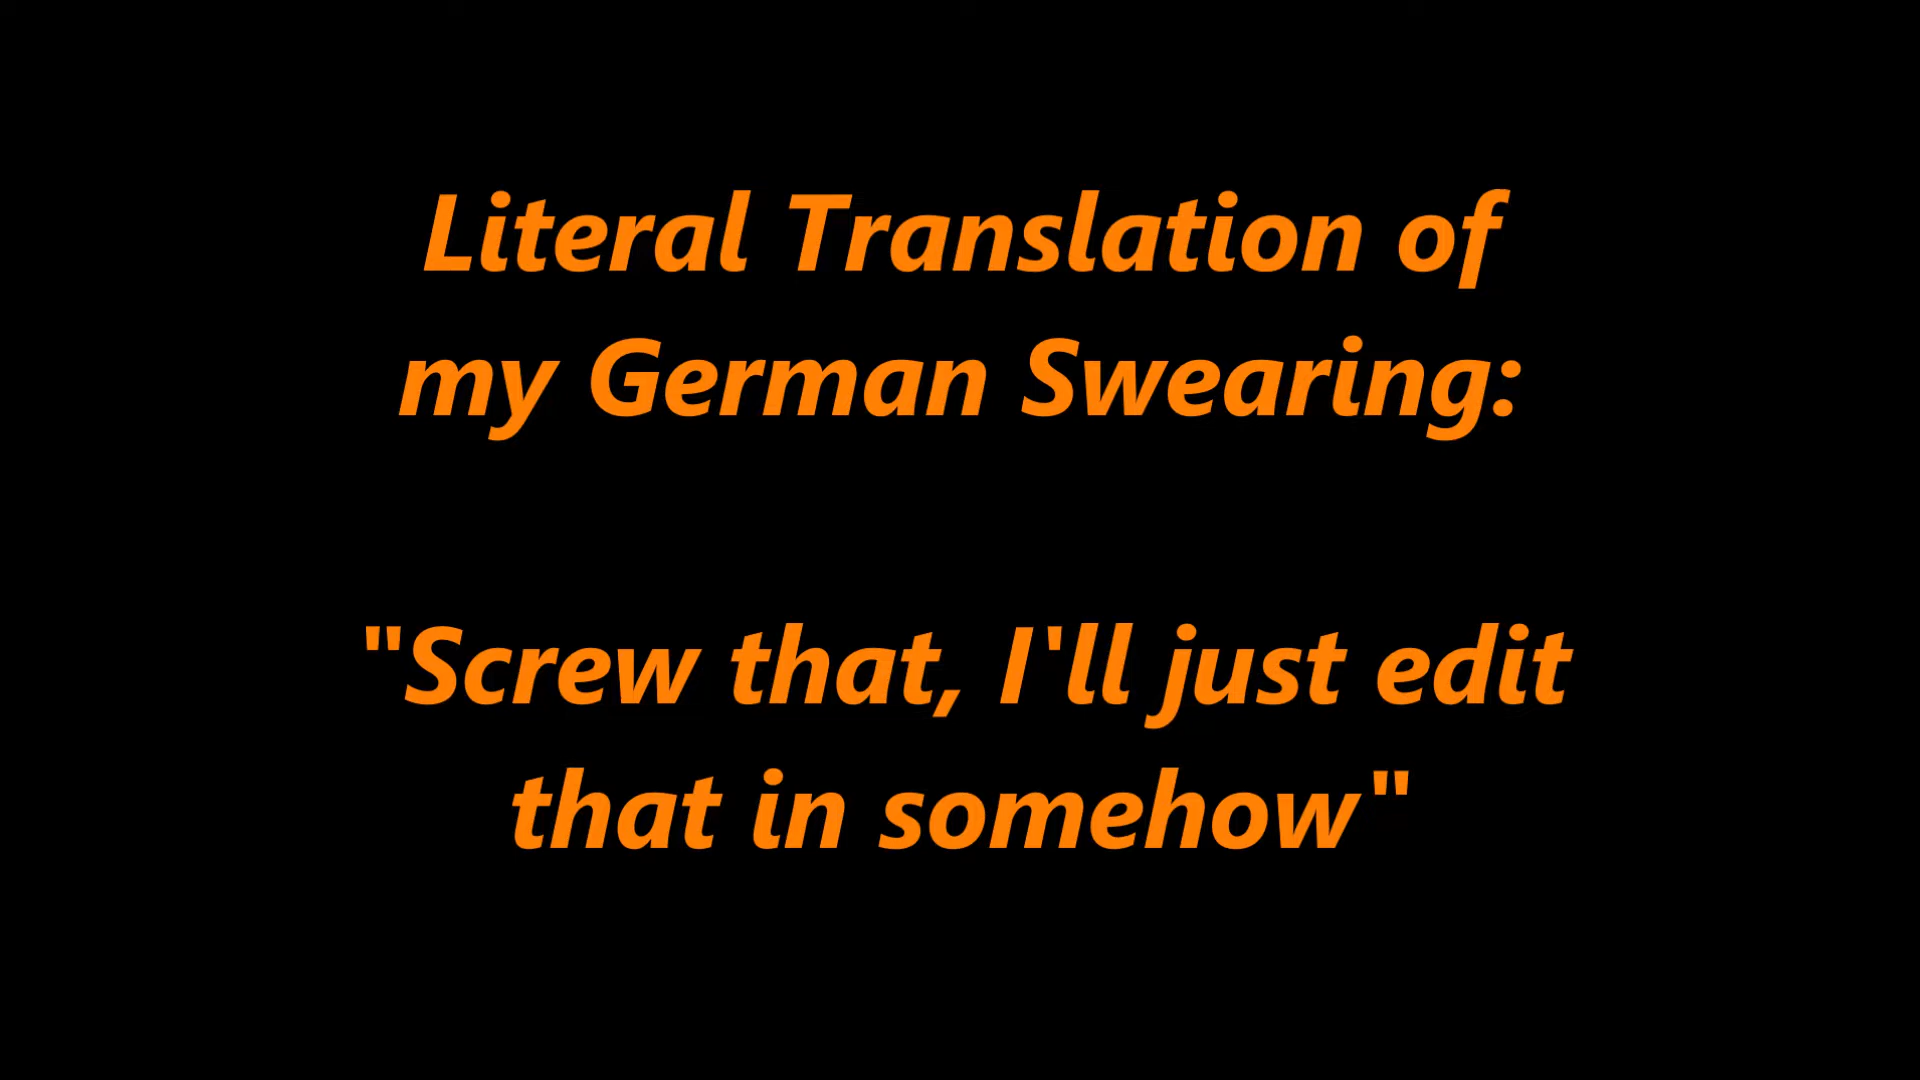 Literal Translation of
my German Swearing:
"Screw that, I'll just edit
that in somehow"